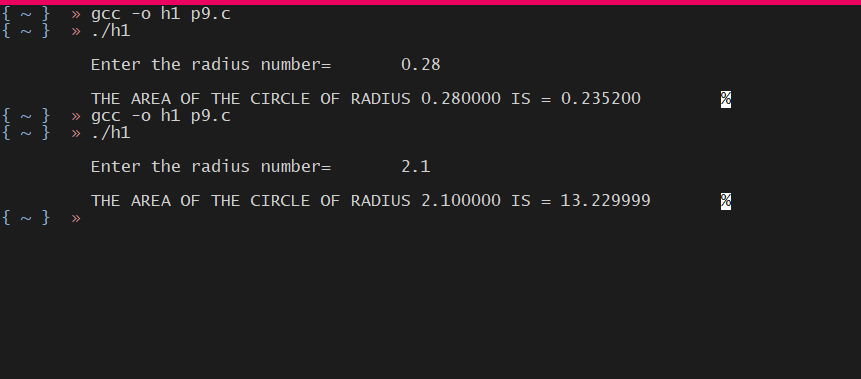 { ~ } » gcc -o h1 p9.c
{ ~ } » ./h1
Enter the radius number= 0.28
THE AREA OF THE CIRCLE OF RADIUS 0.280000 IS = 0.235200 %
{ ~ } » gcc -o h1 p9.c
{ ~ } » ./h1
Enter the radius number= 2.1
THE AREA OF THE CIRCLE OF RADIUS 2.100000 IS = 13.229999 %
{ ~ } »